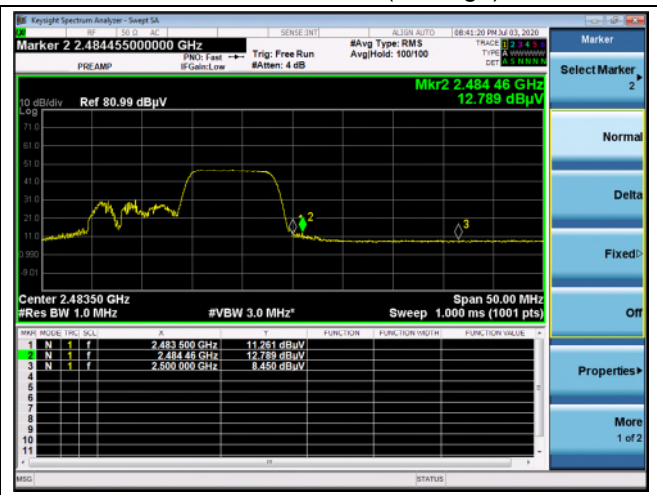 Keysight Spectrum Analyzer - Swept SA
RF 50 Ω AC SENSE:INT ALIGN AUTO 08:41:20 PM Jul 03, 2020
Marker 2 2.484455000000 GHz
PREAMP
PNO: Fast
IFGain:Low
Trig: Free Run
#Atten: 4 dB
#Avg Type: RMS
Avg|Hold: 100/100
TRACE 1 2 3 4 5 6
TYPE A WWWWW
DET A S N N N N
Mkr2 2.484 46 GHz
12.789 dBµV
10 dB/div Ref 80.99 dBµV
Log
71.0
61.0
51.0
41.0
31.0
21.0
11.0
0.990
-9.01
2
3
Center 2.48350 GHz
#Res BW 1.0 MHz
#VBW 3.0 MHz*
Span 50.00 MHz
Sweep 1.000 ms (1001 pts)
MKR MODE TRC SCL X Y FUNCTION FUNCTION WIDTH FUNCTION VALUE
1 N 1 f 2.483 500 GHz 11.261 dBuV
2 N 1 f 2.484 46 GHz 12.789 dBuV
3 N 1 f 2.500 000 GHz 8.450 dBuV
4
5
6
7
8
9
10
11
MSG STATUS
Marker
Select Marker
2
Normal
Delta
Fixed
Off
Properties
More
1 of 2